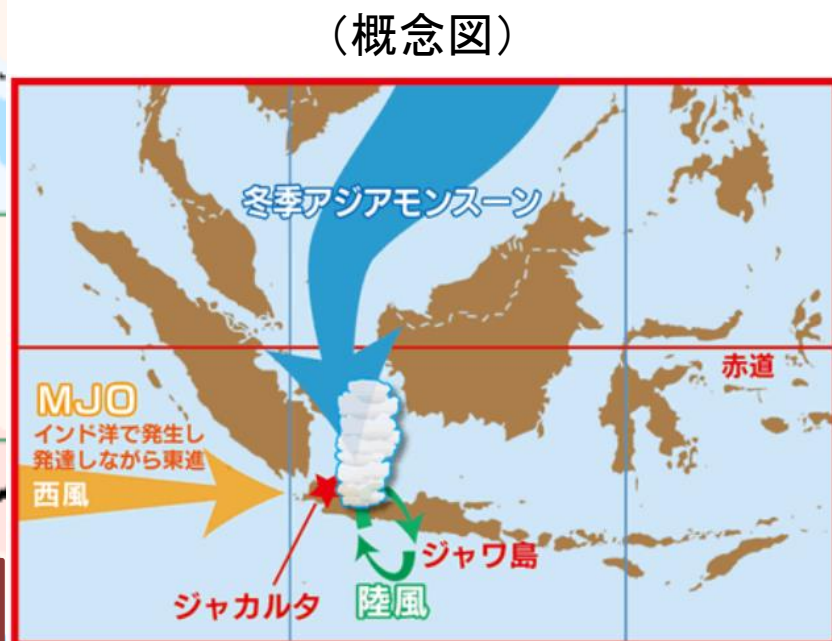 （概念図）
冬季アジアモンスーン
赤道
MJO
インド洋で発生し
発達しながら東進
西風
ジャワ島
ジャカルタ
陸風